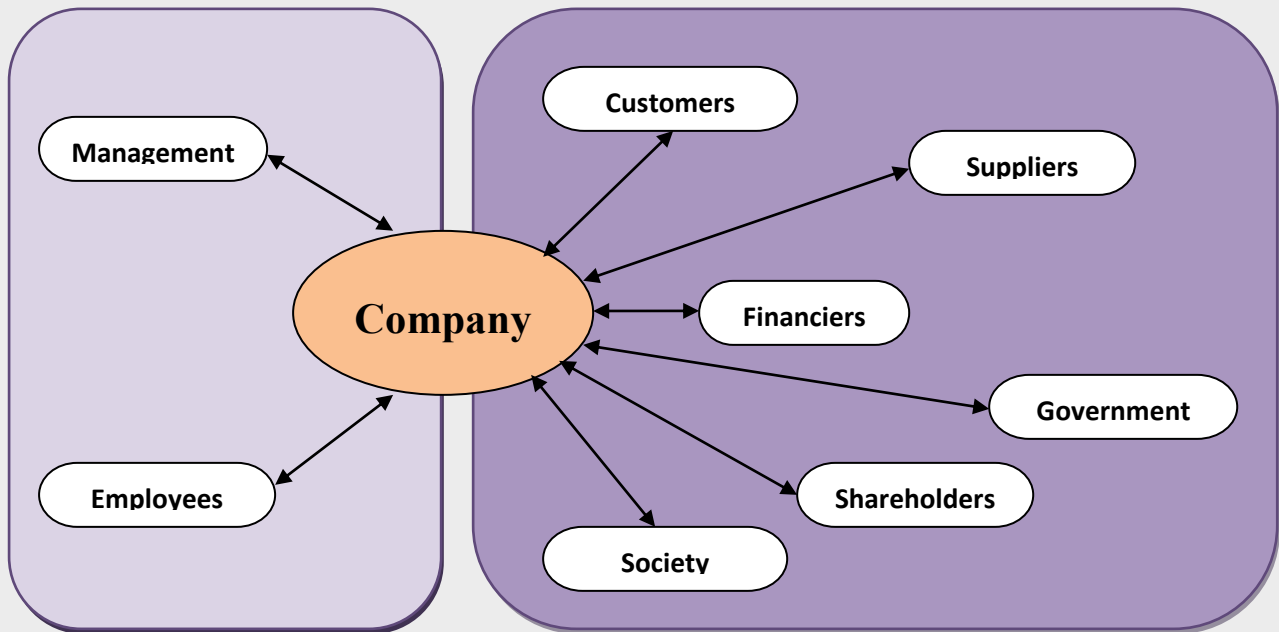 Management
Employees
Company
Customers
Suppliers
Financiers
Government
Shareholders
Society